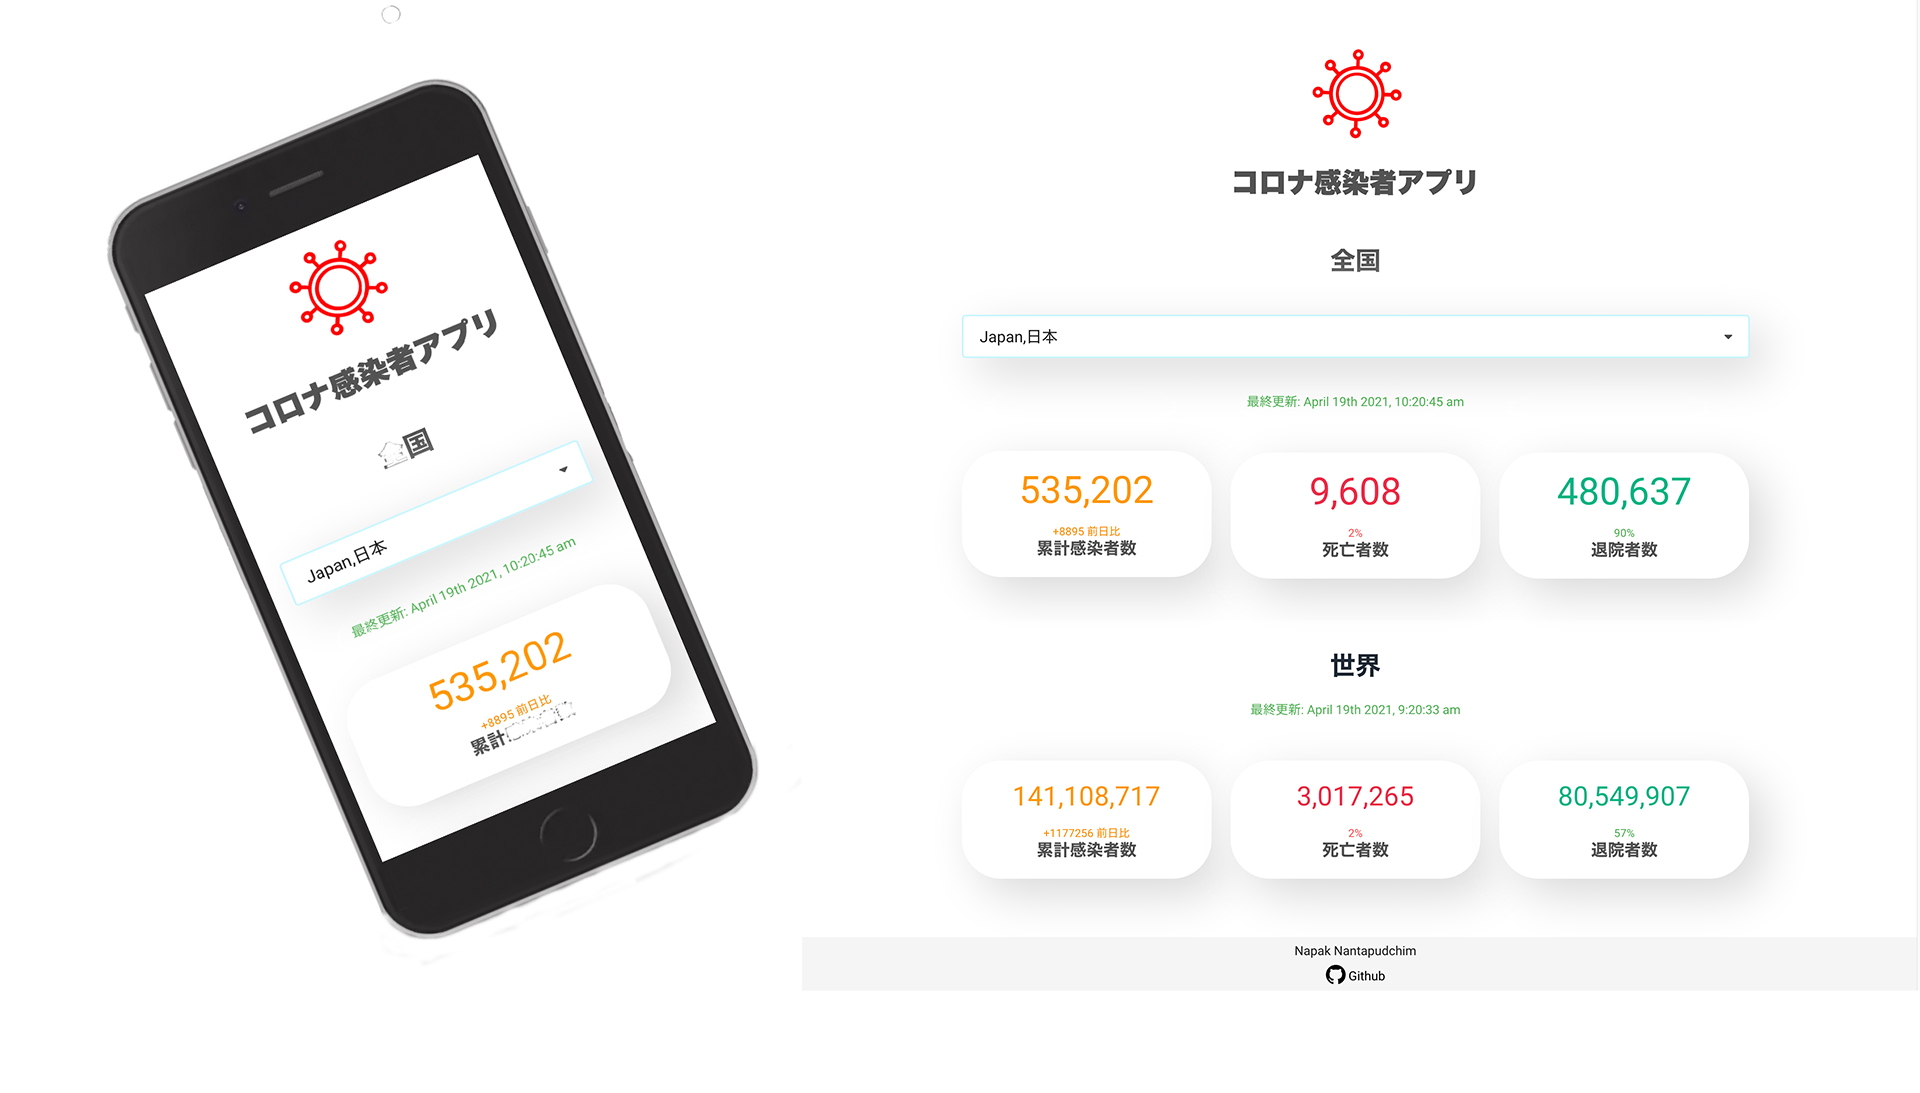 コロナ感染者アプリ
国
Japan,日本
最終更新: April 19th 2021, 10:20:45 am
535,202
+8895 前日比
累計
コロナ感染者アプリ
全国
Japan,日本
最終更新: April 19th 2021, 10:20:45 am
535,202
+8895 前日比
累計感染者数
9,608
2%
死亡者数
480,637
90%
退院者数
世界
最終更新: April 19th 2021, 9:20:33 am
141,108,717
+1177256 前日比
累計感染者数
3,017,265
2%
死亡者数
80,549,907
57%
退院者数
Napak Nantapudchim
Github